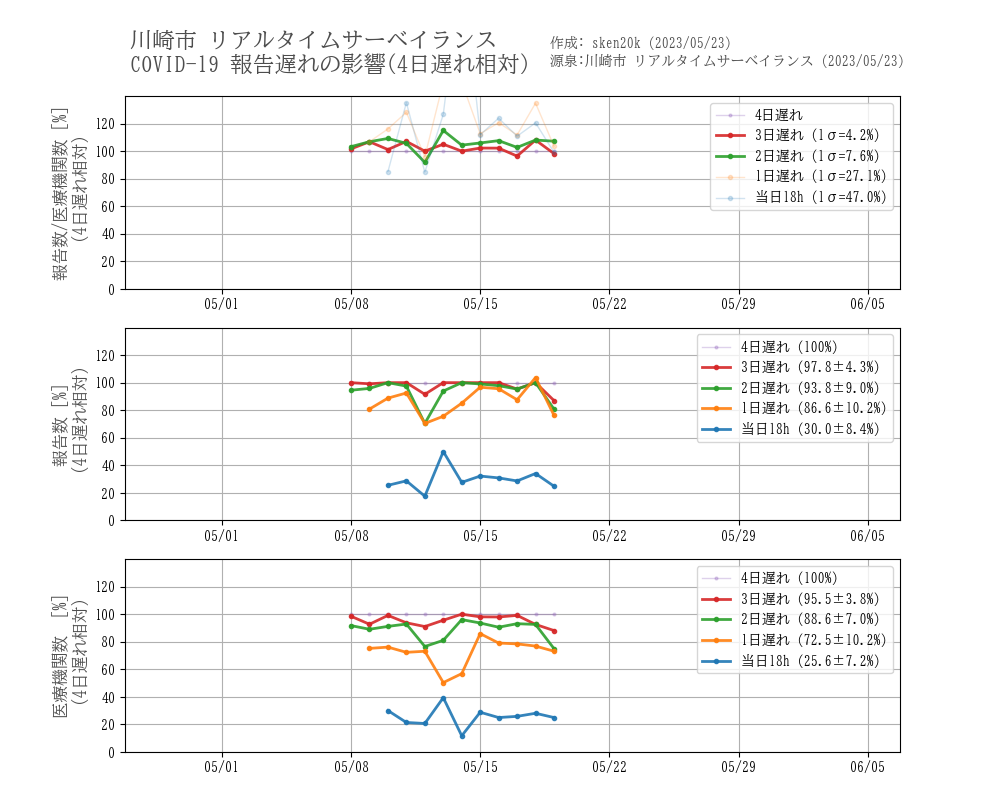 川崎市 リアルタイムサーベイランス
COVID-19 報告遅れの影響(4日遅れ相対)
作成: sken20k (2023/05/23)
源泉:川崎市 リアルタイムサーベイランス (2023/05/23)
報告数/医療機関数 [%]
(4日遅れ相対)
120
100
80
60
40
20
0
4日遅れ
3日遅れ (1σ=4.2%)
2日遅れ (1σ=7.6%)
1日遅れ (1σ=27.1%)
当日18h (1σ=47.0%)
05/01 05/08 05/15 05/22 05/29 06/05
報告数 [%]
(4日遅れ相対)
120
100
80
60
40
20
0
4日遅れ (100%)
3日遅れ (97.8±4.3%)
2日遅れ (93.8±9.0%)
1日遅れ (86.6±10.2%)
当日18h (30.0±8.4%)
05/01 05/08 05/15 05/22 05/29 06/05
医療機関数 [%]
(4日遅れ相対)
120
100
80
60
40
20
0
4日遅れ (100%)
3日遅れ (95.5±3.8%)
2日遅れ (88.6±7.0%)
1日遅れ (72.5±10.2%)
当日18h (25.6±7.2%)
05/01 05/08 05/15 05/22 05/29 06/05